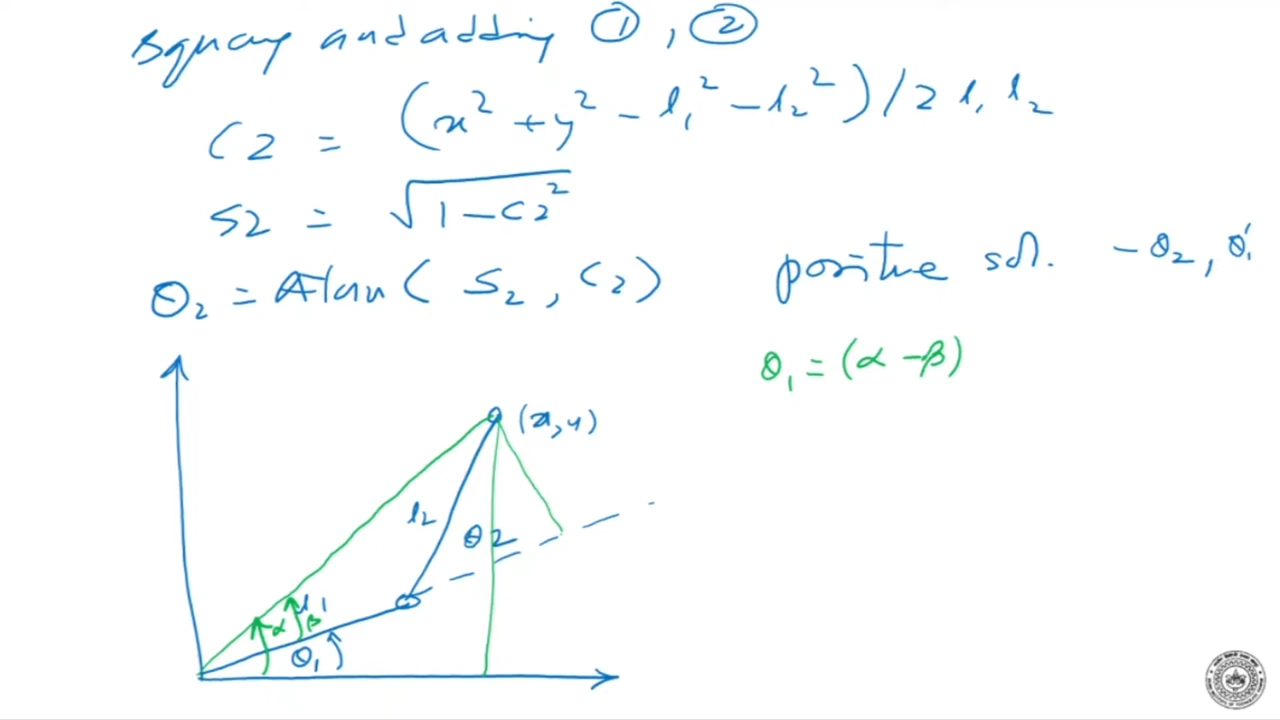 Square and adding ①, ②
C2 = (x² + y² - l₁² - l₂²) / 2 l₁ l₂
S2 = √(1 - C2²)
θ₂ = Atan( S₂, C₂)
positive sol. -θ₂, θ₁'
θ₁ = (α - β)
(x, y)
l₂
θ2
l1
α
β
θ₁